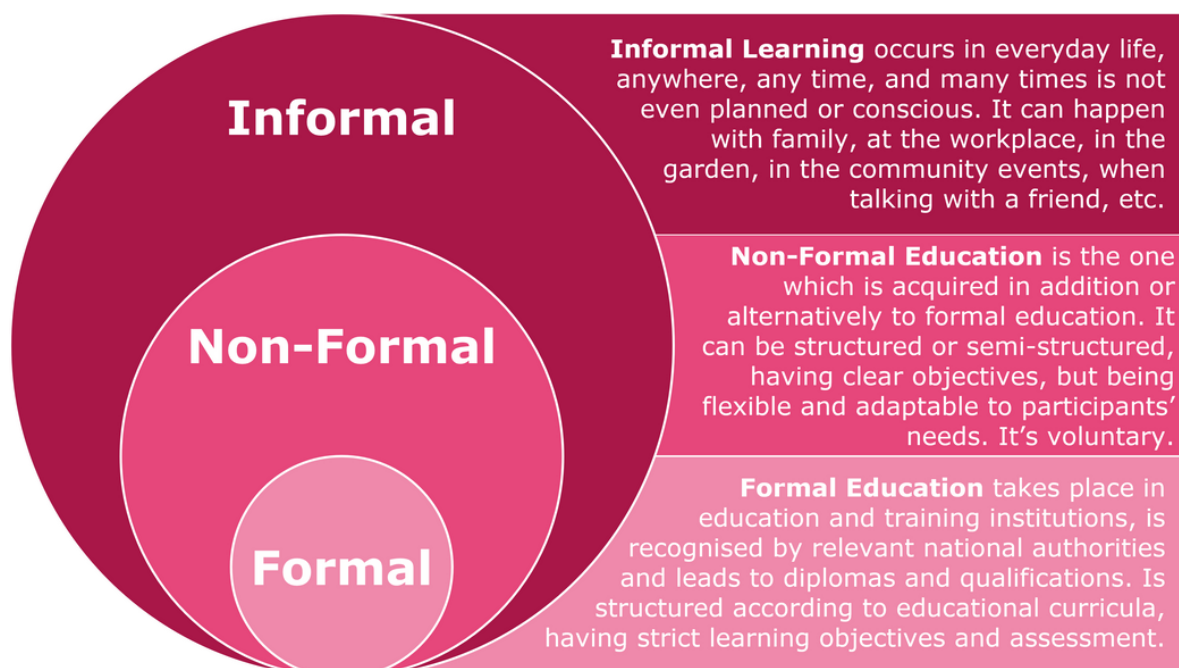 Informal
Informal Learning occurs in everyday life,
anywhere, any time, and many times is not
even planned or conscious. It can happen
with family, at the workplace, in the
garden, in the community events, when
talking with a friend, etc.
Non-Formal
Non-Formal Education is the one
which is acquired in addition or
alternatively to formal education. It
can be structured or semi-structured,
having clear objectives, but being
flexible and adaptable to participants’
needs. It’s voluntary.
Formal
Formal Education takes place in
education and training institutions, is
recognised by relevant national authorities
and leads to diplomas and qualifications. Is
structured according to educational curricula,
having strict learning objectives and assessment.